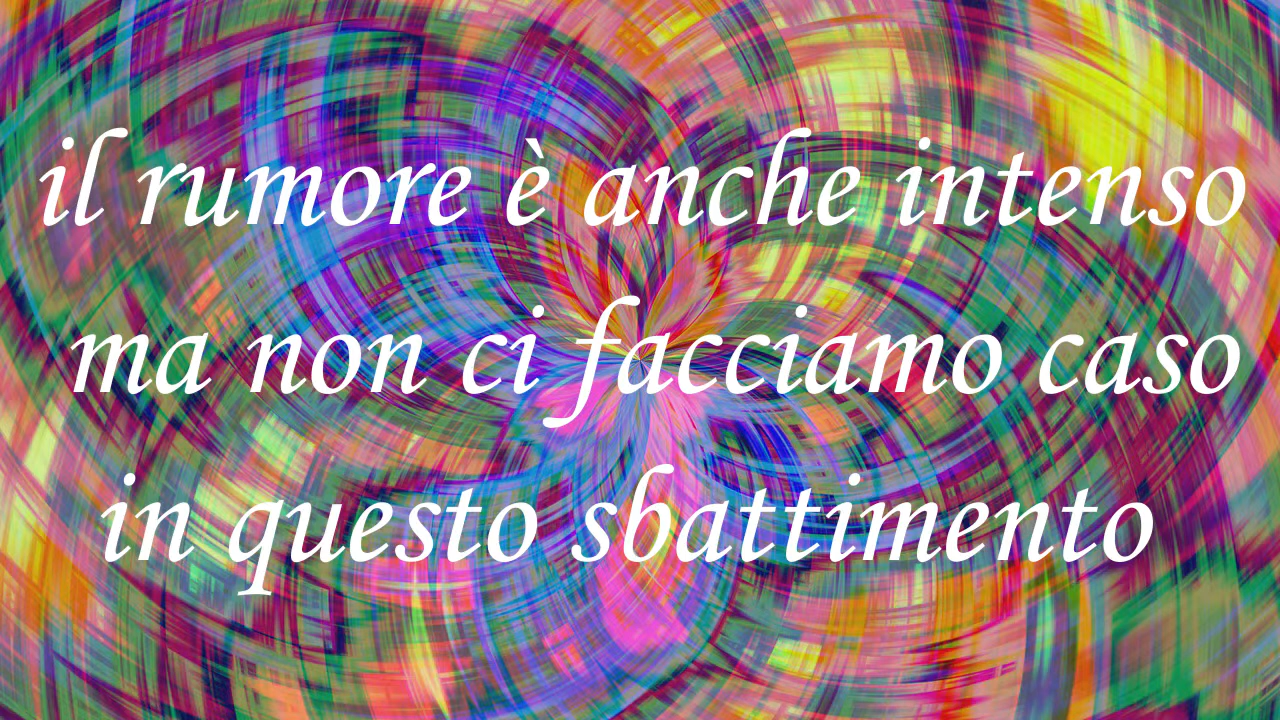 il rumore è anche intenso
ma non ci facciamo caso
in questo sbattimento